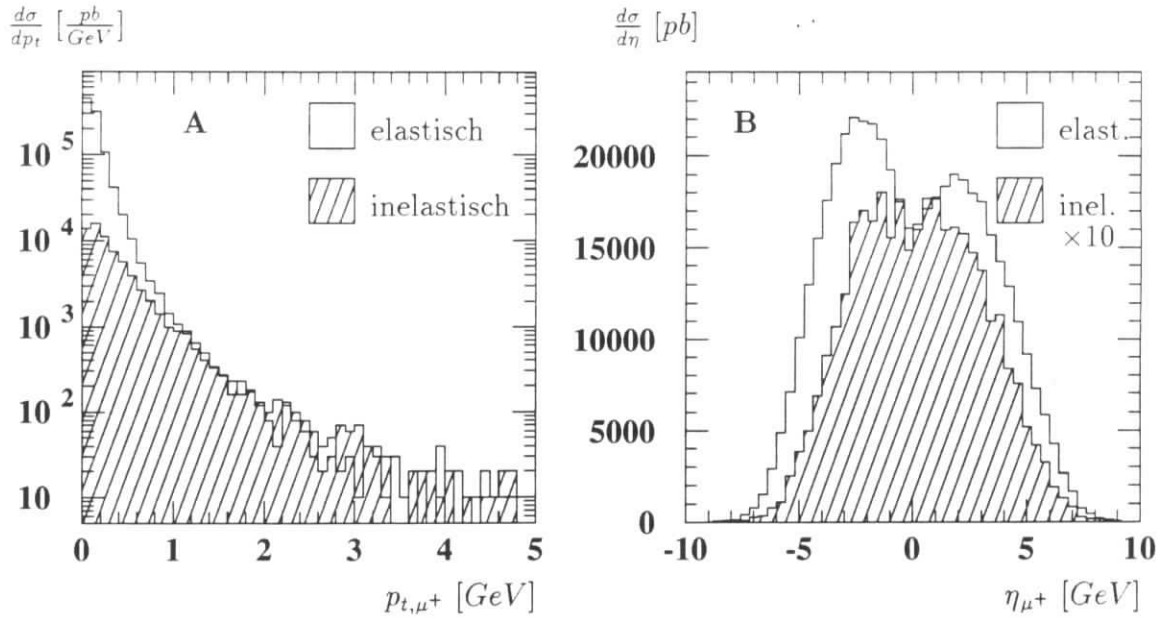 dσ/dp_t [pb/GeV]
A
elastisch
inelastisch
10^5
10^4
10^3
10^2
10
0 1 2 3 4 5
p_{t,μ+} [GeV]
dσ/dη [pb]
B
elast.
inel.
×10
20000
15000
10000
5000
0
-10 -5 0 5 10
η_{μ+} [GeV]